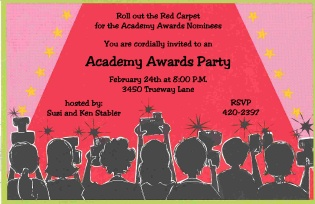 Roll out the Red Carpet
for the Academy Awards Nominees
You are cordially invited to an
Academy Awards Party
February 24th at 8:00 P.M.
3450 Trueway Lane
hosted by:
Suzi and Ken Stabler
RSVP
420-2397